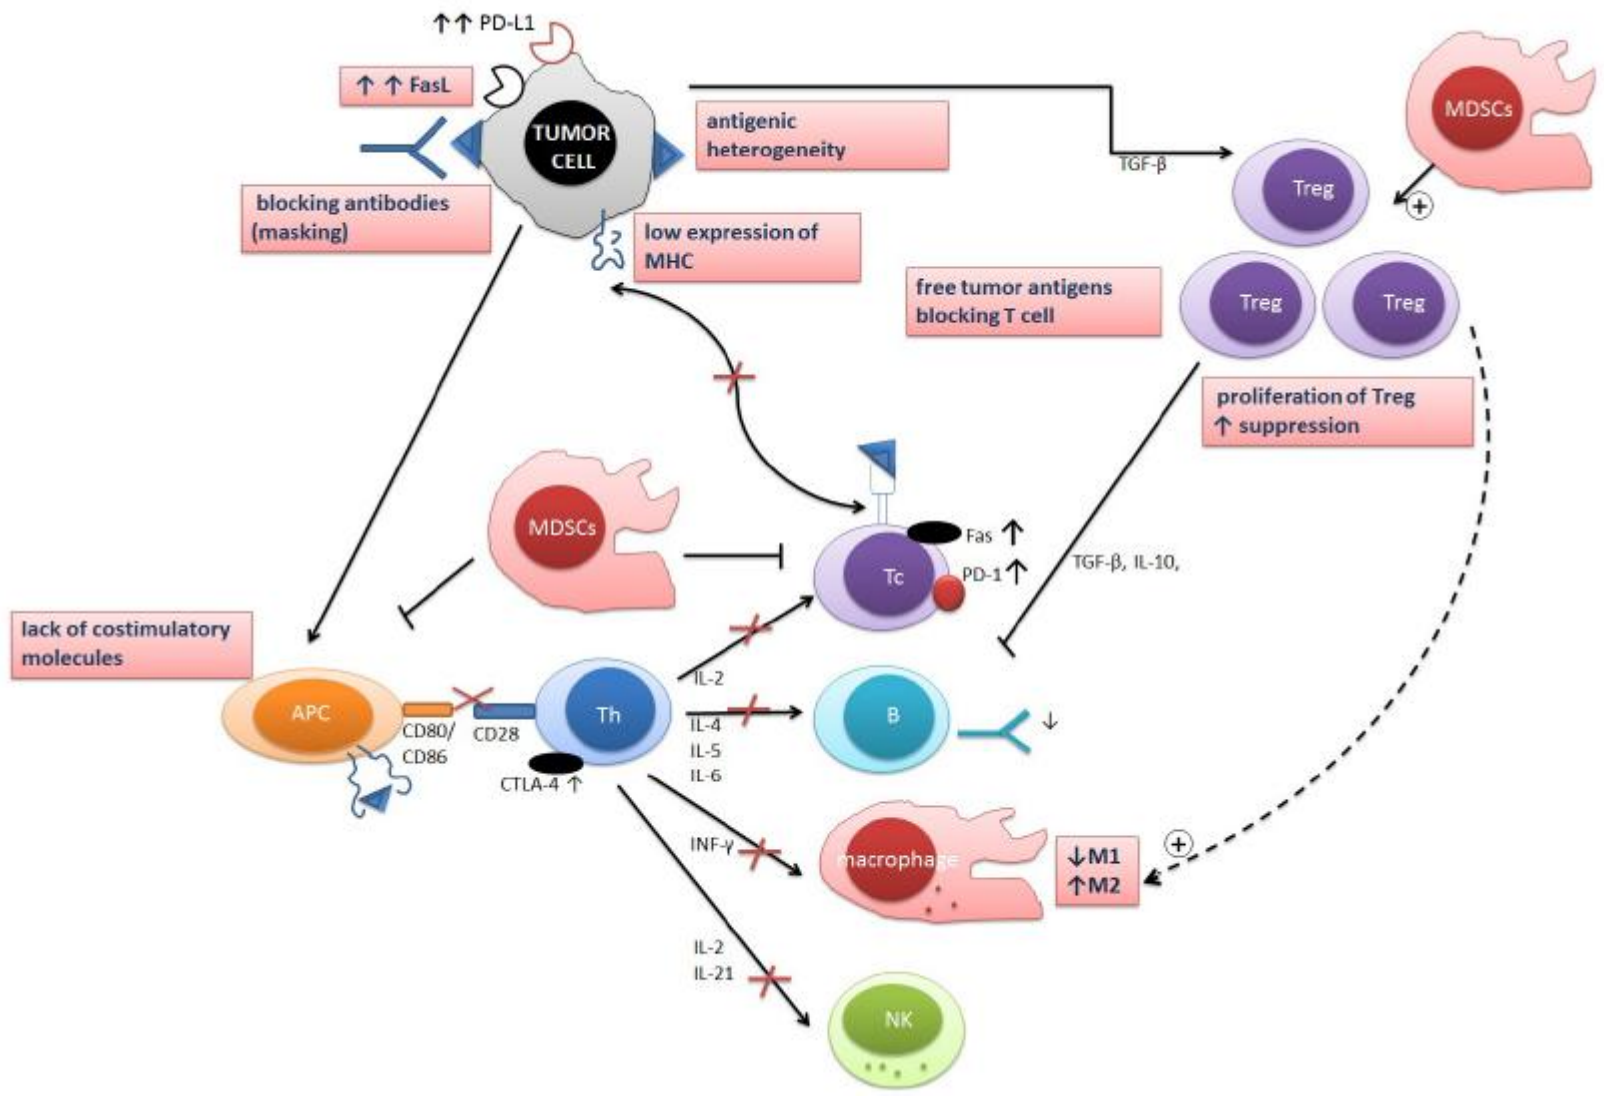 ↑↑ PD-L1
↑ ↑ FasL
TUMOR
CELL
antigenic
heterogeneity
TGF-β
MDSCs
Treg
+
blocking antibodies
(masking)
low expression of
MHC
free tumor antigens
blocking T cell
Treg
Treg
proliferation of Treg
↑ suppression
MDSCs
Fas ↑
Tc
PD-1↑
TGF-β, IL-10,
lack of costimulatory
molecules
APC
CD80/
CD86
CD28
Th
CTLA-4 ↑
IL-2
IL-4
IL-5
IL-6
B
↓
INF-γ
macrophage
↓M1
↑M2
+
IL-2
IL-21
NK